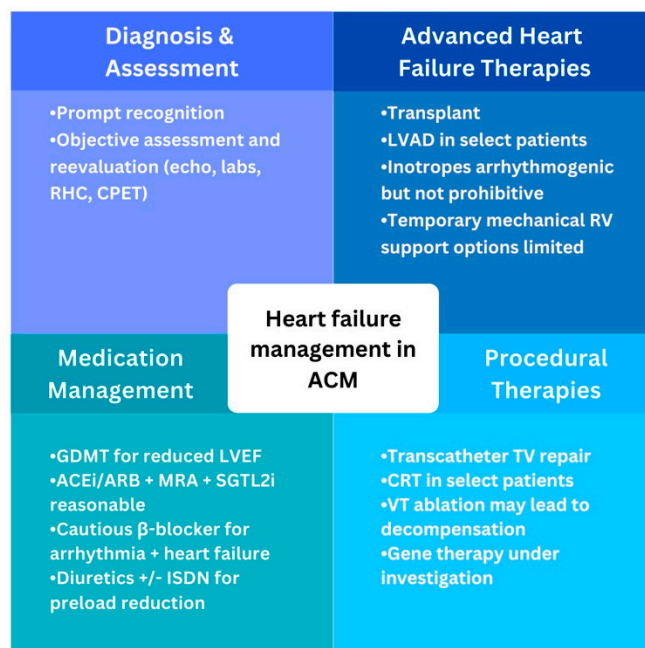 Diagnosis &
Assessment
•Prompt recognition
•Objective assessment and
reevaluation (echo, labs,
RHC, CPET)
Advanced Heart
Failure Therapies
•Transplant
•LVAD in select patients
•Inotropes arrhythmogenic
but not prohibitive
•Temporary mechanical RV
support options limited
Heart failure
management in
ACM
Medication
Management
•GDMT for reduced LVEF
•ACEi/ARB + MRA + SGTL2i
reasonable
•Cautious β-blocker for
arrhythmia + heart failure
•Diuretics +/- ISDN for
preload reduction
Procedural
Therapies
•Transcatheter TV repair
•CRT in select patients
•VT ablation may lead to
decompensation
•Gene therapy under
investigation